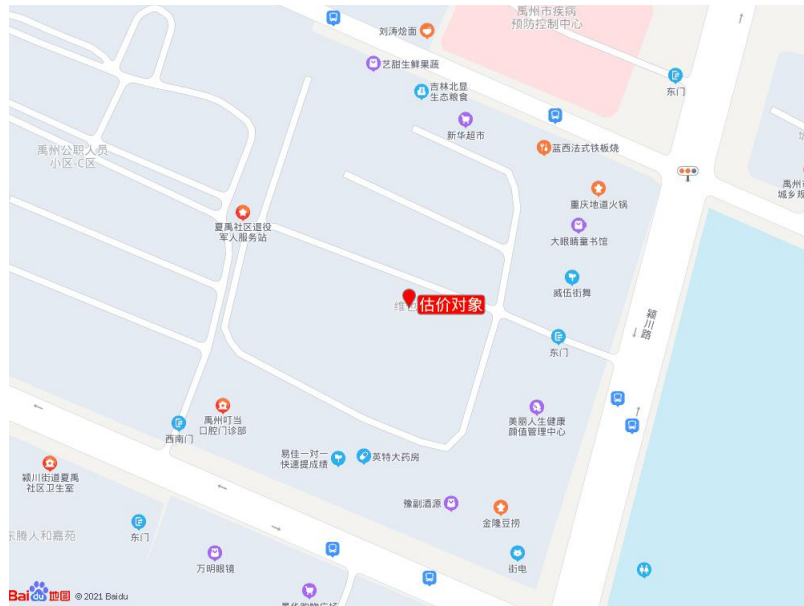 禹州市疾病
预防控制中心
刘涛烩面
艺甜生鲜果蔬
东门
吉林北显
生态粮食
新华超市
蓝西法式铁板烧
禹州公职人员
小区-C区
禹州市
城乡规
重庆地道火锅
夏禹社区退役
军人服务站
大眼睛童书馆
威伍街舞
估价对象
颍川路
东门
禹州叮当
口腔门诊部
美丽人生健康
颜值管理中心
西南门
易佳一对一
快速提成绩
英特大药房
颍川街道夏禹
社区卫生室
豫副酒源
金隆豆捞
东门
东腾人和嘉苑
万明眼镜
街电
Bai du 地图 © 2021 Baidu